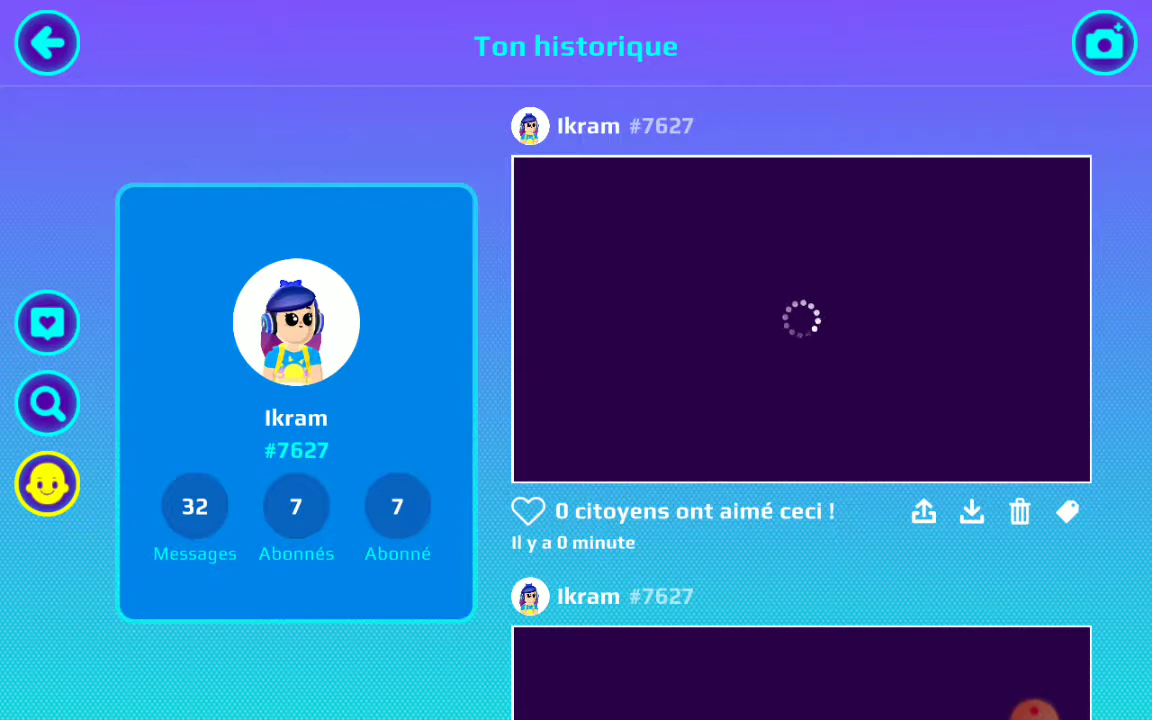 Ton historique
Ikram #7627
Ikram
#7627
32
7
7
Messages
Abonnés
Abonné
0 citoyens ont aimé ceci !
Il y a 0 minute
Ikram #7627